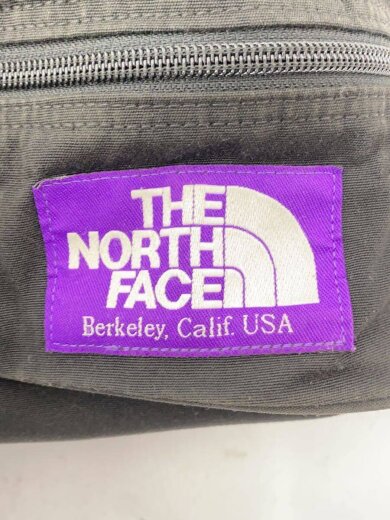 THE
NORTH
FACE
Berkeley, Calif. USA